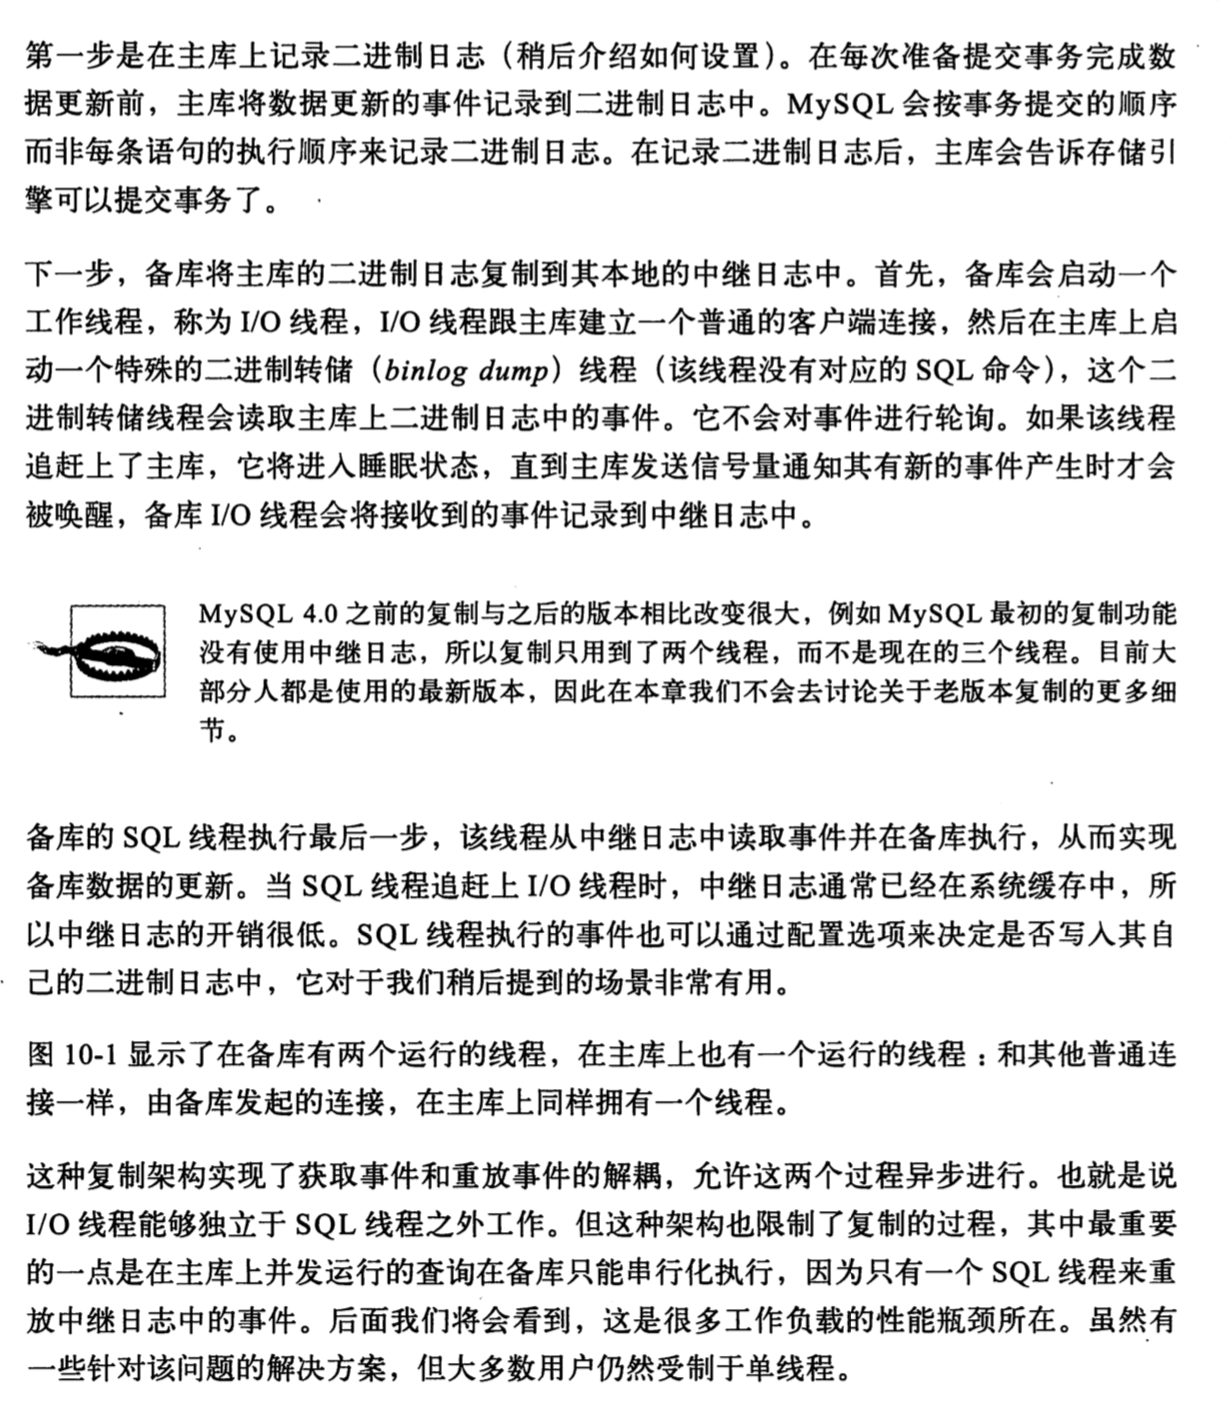 第一步是在主库上记录二进制日志（稍后介绍如何设置）。在每次准备提交事务完成数
据更新前，主库将数据更新的事件记录到二进制日志中。MySQL 会按事务提交的顺序
而非每条语句的执行顺序来记录二进制日志。在记录二进制日志后，主库会告诉存储引
擎可以提交事务了。
下一步，备库将主库的二进制日志复制到其本地的中继日志中。首先，备库会启动一个
工作线程，称为 I/O 线程，I/O 线程跟主库建立一个普通的客户端连接，然后在主库上启
动一个特殊的二进制转储（binlog dump）线程（该线程没有对应的 SQL 命令），这个二
进制转储线程会读取主库上二进制日志中的事件。它不会对事件进行轮询。如果该线程
追赶上了主库，它将进入睡眠状态，直到主库发送信号量通知其有新的事件产生时才会
被唤醒，备库 I/O 线程会将接收到的事件记录到中继日志中。
MySQL 4.0 之前的复制与之后的版本相比改变很大，例如 MySQL 最初的复制功能
没有使用中继日志，所以复制只用到了两个线程，而不是现在的三个线程。目前大
部分人都是使用的最新版本，因此在本章我们不会去讨论关于老版本复制的更多细
节。
备库的 SQL 线程执行最后一步，该线程从中继日志中读取事件并在备库执行，从而实现
备库数据的更新。当 SQL 线程追赶上 I/O 线程时，中继日志通常已经在系统缓存中，所
以中继日志的开销很低。SQL 线程执行的事件也可以通过配置选项来决定是否写入其自
己的二进制日志中，它对于我们稍后提到的场景非常有用。
图 10-1 显示了在备库有两个运行的线程，在主库上也有一个运行的线程：和其他普通连
接一样，由备库发起的连接，在主库上同样拥有一个线程。
这种复制架构实现了获取事件和重放事件的解耦，允许这两个过程异步进行。也就是说
I/O 线程能够独立于 SQL 线程之外工作。但这种架构也限制了复制的过程，其中最重要
的一点是在主库上并发运行的查询在备库只能串行化执行，因为只有一个 SQL 线程来重
放中继日志中的事件。后面我们将会看到，这是很多工作负载的性能瓶颈所在。虽然有
一些针对该问题的解决方案，但大多数用户仍然受制于单线程。